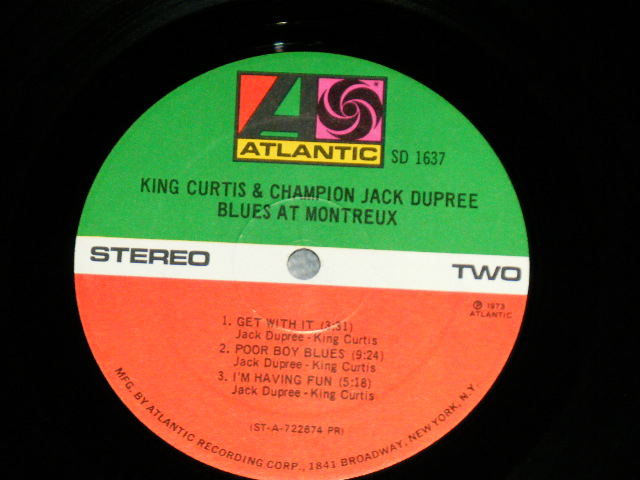 ATLANTIC
SD 1637
KING CURTIS & CHAMPION JACK DUPREE
BLUES AT MONTREUX
STEREO
TWO
℗ 1973
ATLANTIC
1. GET WITH IT (3:31)
Jack Dupree - King Curtis
2. POOR BOY BLUES (9:24)
Jack Dupree - King Curtis
3. I'M HAVING FUN (5:18)
Jack Dupree - King Curtis
(ST-A-722674 PR)
MFG. BY ATLANTIC RECORDING CORP., 1841 BROADWAY, NEW YORK, N.Y.